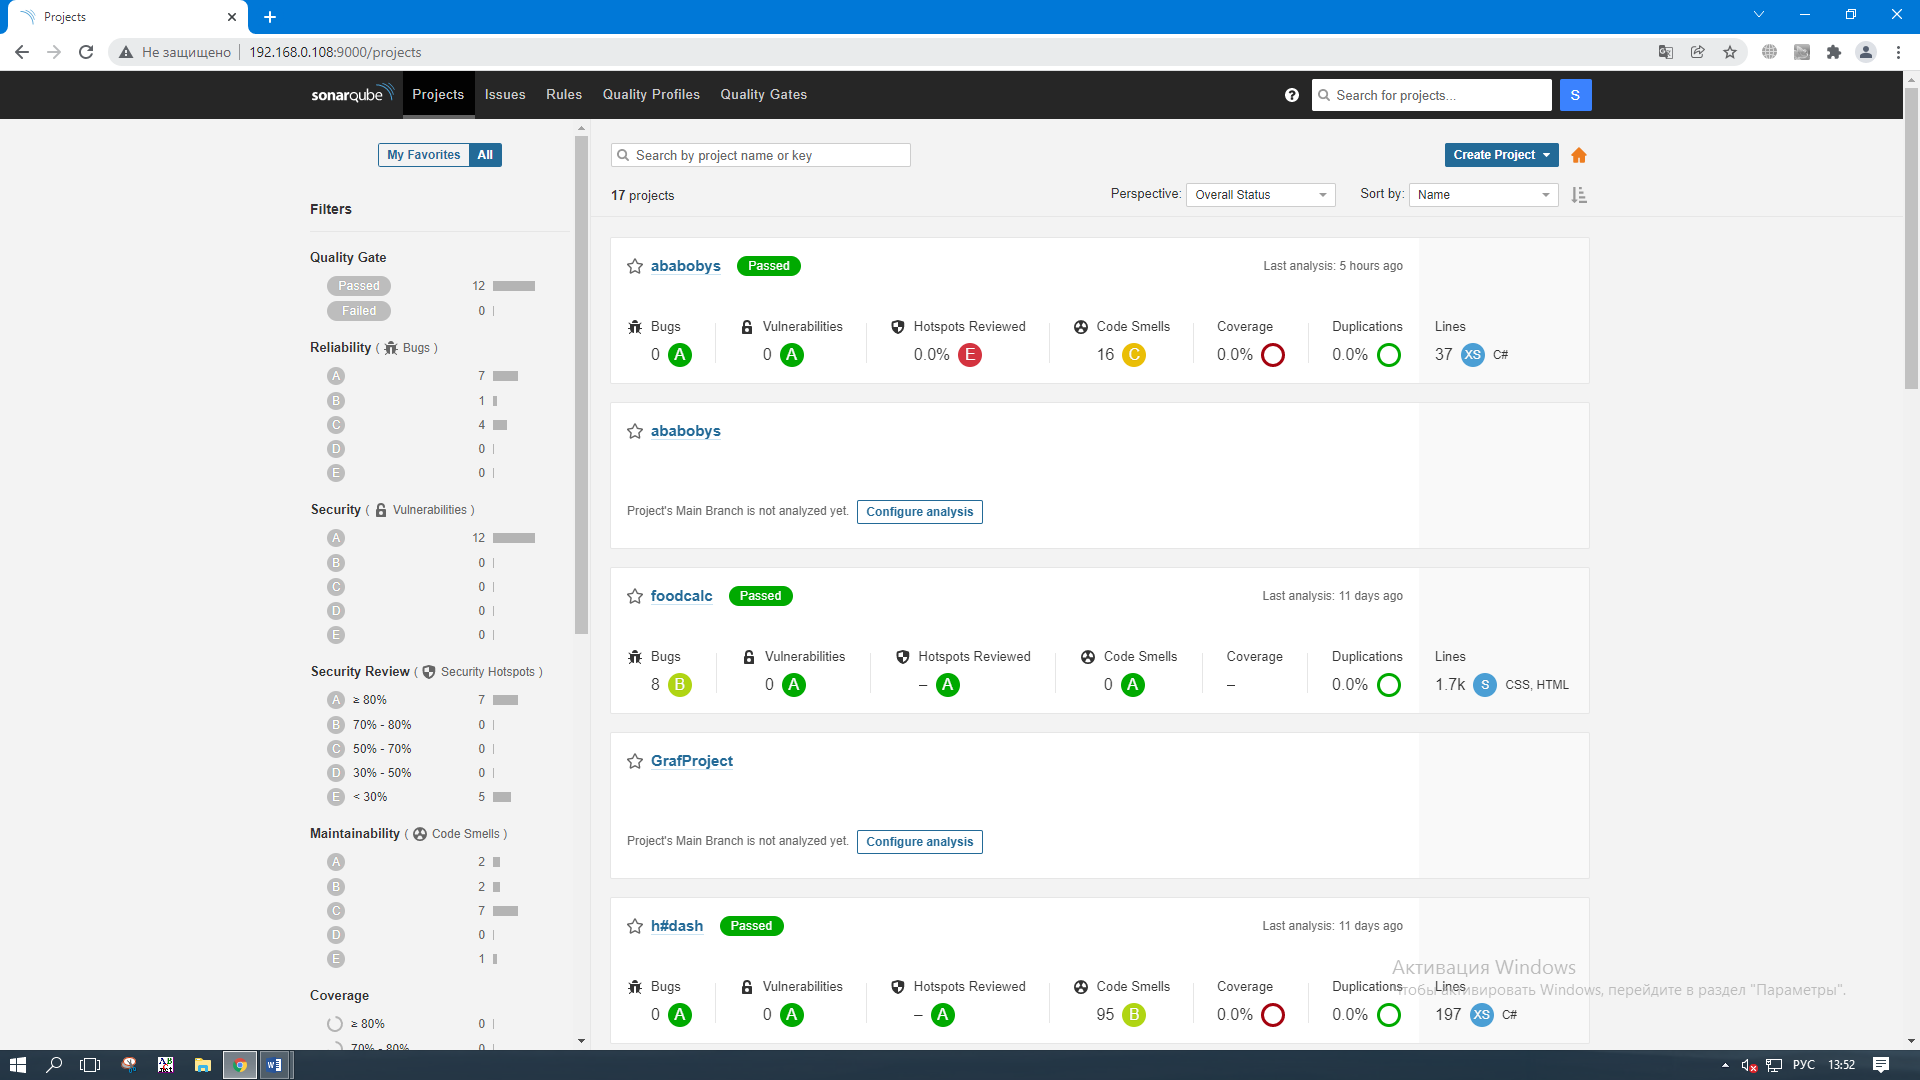 Projects
Не защищено 192.168.0.108:9000/projects
sonarqube Projects Issues Rules Quality Profiles Quality Gates ? Search for projects... S
My Favorites All
Search by project name or key Create Project
17 projects Perspective: Overall Status Sort by: Name
Filters
Quality Gate
Passed 12
Failed 0
Reliability ( Bugs )
A 7
B 1
C 4
D 0
E 0
Security ( Vulnerabilities )
A 12
B 0
C 0
D 0
E 0
Security Review ( Security Hotspots )
A ≥ 80% 7
B 70% - 80% 0
C 50% - 70% 0
D 30% - 50% 0
E < 30% 5
Maintainability ( Code Smells )
A 2
B 2
C 7
D 0
E 1
Coverage
≥ 80% 0
70% - 80% 0
ababobys Passed Last analysis: 5 hours ago
Bugs Vulnerabilities Hotspots Reviewed Code Smells Coverage Duplications Lines
0 A 0 A 0.0% E 16 C 0.0% 0.0% 37 XS C#
ababobys
Project's Main Branch is not analyzed yet. Configure analysis
foodcalc Passed Last analysis: 11 days ago
Bugs Vulnerabilities Hotspots Reviewed Code Smells Coverage Duplications Lines
8 B 0 A – A 0 A – 0.0% 1.7k S CSS, HTML
GrafProject
Project's Main Branch is not analyzed yet. Configure analysis
h#dash Passed Last analysis: 11 days ago
Bugs Vulnerabilities Hotspots Reviewed Code Smells Coverage Duplications Lines
0 A 0 A – A 95 B 0.0% 0.0% 197 XS C#
Активация Windows
Чтобы активировать Windows, перейдите в раздел "Параметры".
РУС 13:52